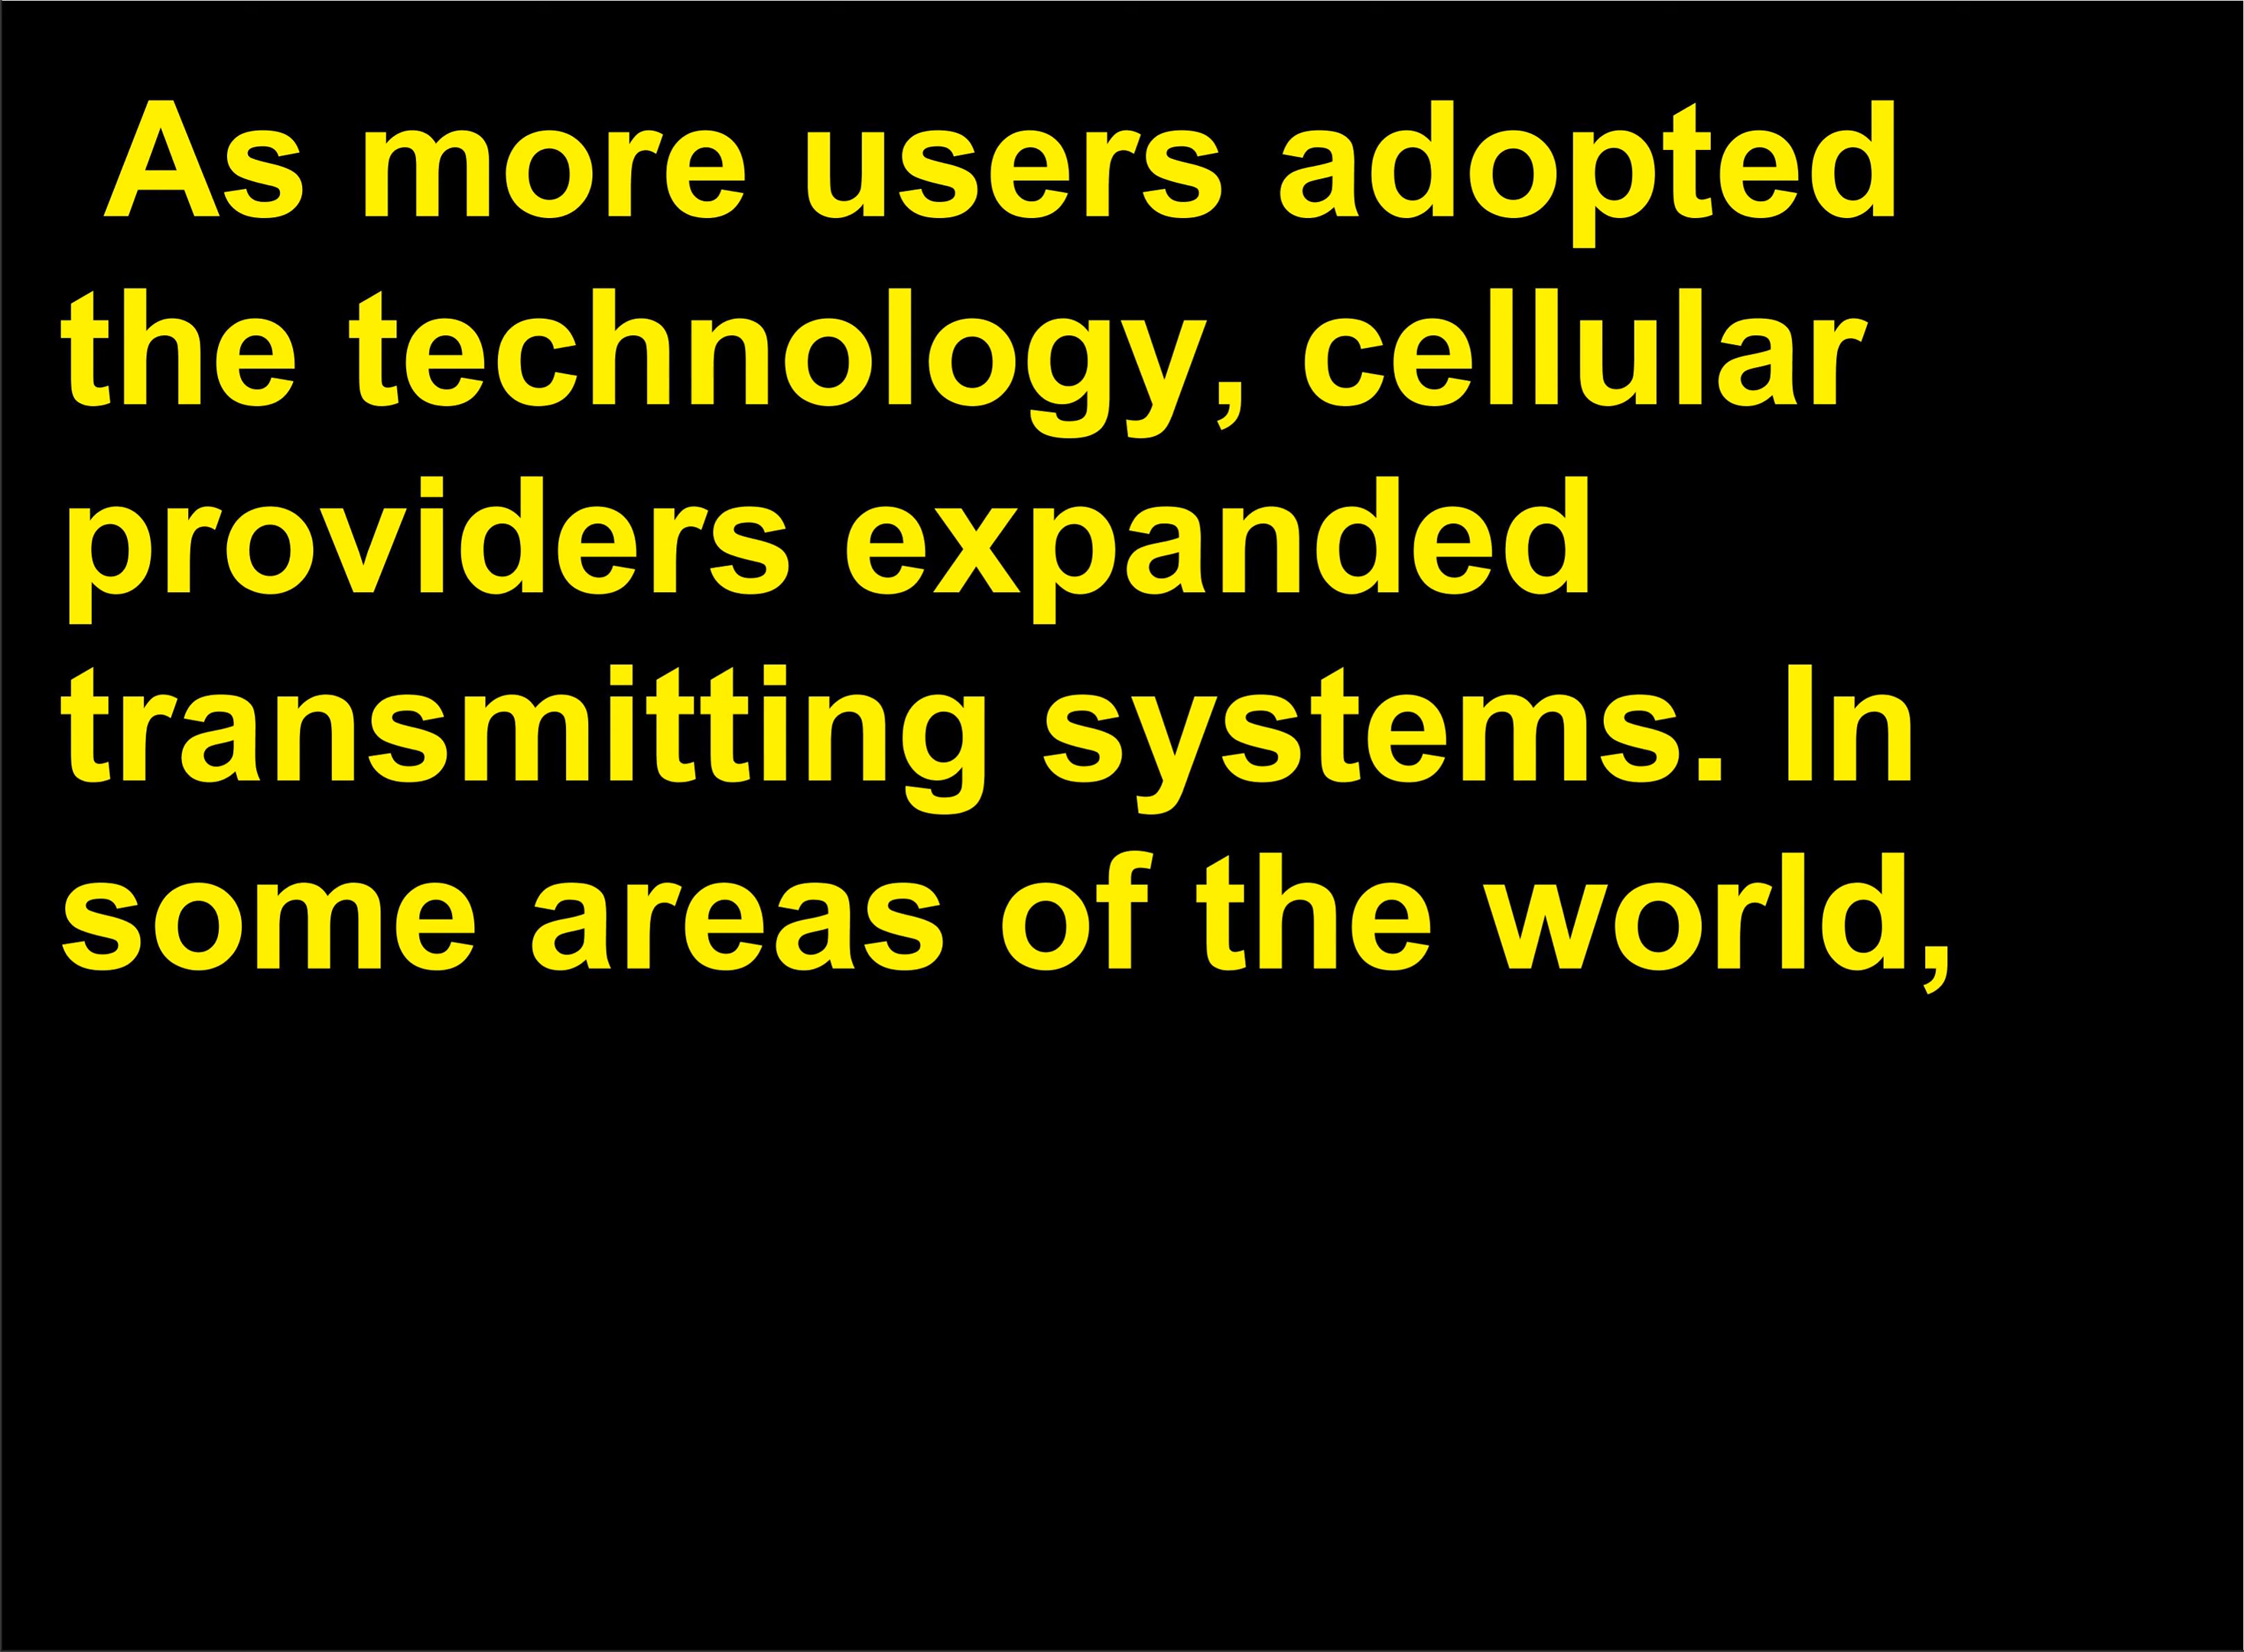 As more users adopted
the technology, cellular
providers expanded
transmitting systems. In
some areas of the world,